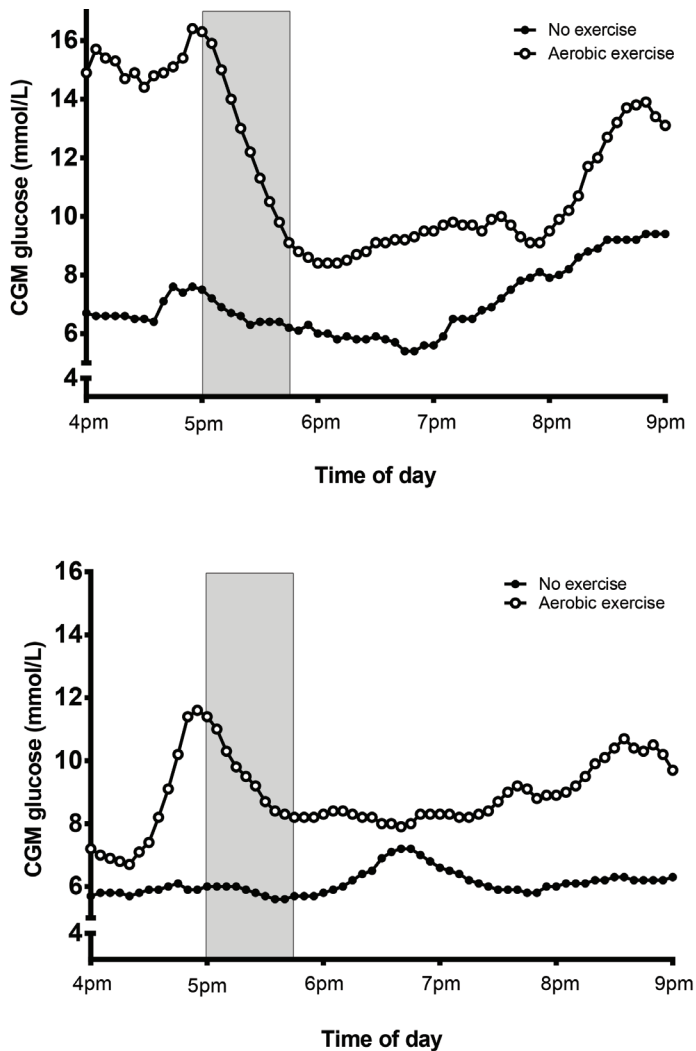 CGM glucose (mmol/L)
16
14
12
10
8
6
4
No exercise
Aerobic exercise
4pm 5pm 6pm 7pm 8pm 9pm
Time of day
CGM glucose (mmol/L)
16
14
12
10
8
6
4
No exercise
Aerobic exercise
4pm 5pm 6pm 7pm 8pm 9pm
Time of day